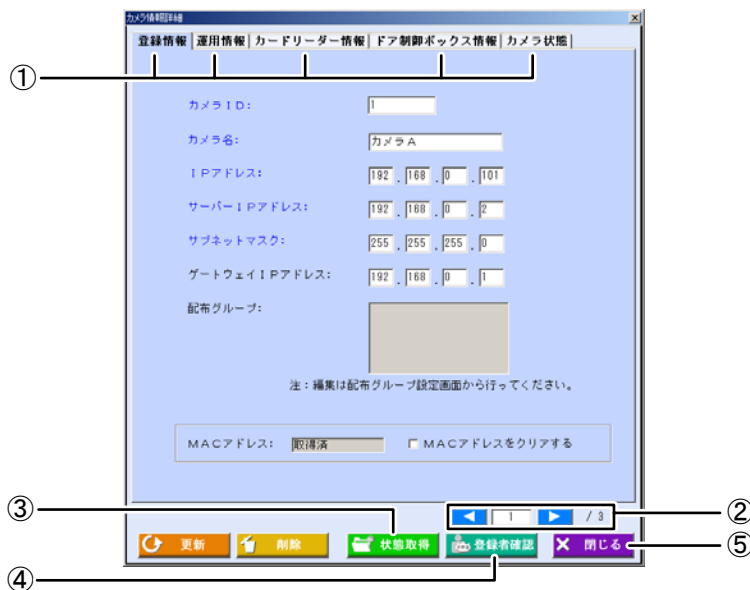 カメラ情報詳細
登録情報 運用情報 カードリーダー情報 ドア制御ボックス情報 カメラ状態
①
カメラID: 1
カメラ名: カメラA
IPアドレス: 192 . 168 . 0 . 101
サーバーIPアドレス: 192 . 168 . 0 . 2
サブネットマスク: 255 . 255 . 255 . 0
ゲートウェイIPアドレス: 192 . 168 . 0 . 1
配布グループ:
注:編集は配布グループ設定画面から行ってください。
MACアドレス: 取得済 MACアドレスをクリアする
③ 1 / 3 ②
更新 削除 状態取得 登録者確認 閉じる ⑤
④